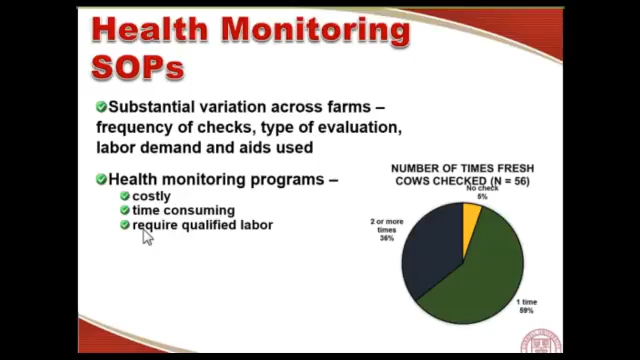 Health Monitoring
SOPs
Substantial variation across farms –
frequency of checks, type of evaluation,
labor demand and aids used
Health monitoring programs –
costly
time consuming
require qualified labor
NUMBER OF TIMES FRESH
COWS CHECKED (N = 56)
No check
5%
2 or more
times
36%
1 time
59%